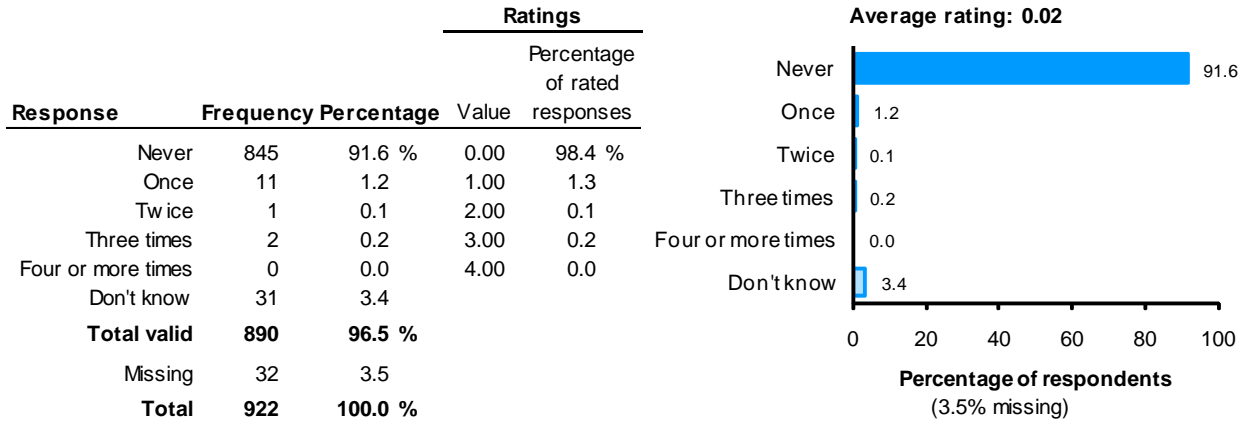 Ratings
Response Frequency Percentage Value Percentage of rated responses
Never 845 91.6 % 0.00 98.4 %
Once 11 1.2 1.00 1.3
Twice 1 0.1 2.00 0.1
Three times 2 0.2 3.00 0.2
Four or more times 0 0.0 4.00 0.0
Don't know 31 3.4
Total valid 890 96.5 %
Missing 32 3.5
Total 922 100.0 %
Average rating: 0.02
Never 91.6
Once 1.2
Twice 0.1
Three times 0.2
Four or more times 0.0
Don't know 3.4
0 20 40 60 80 100
Percentage of respondents
(3.5% missing)